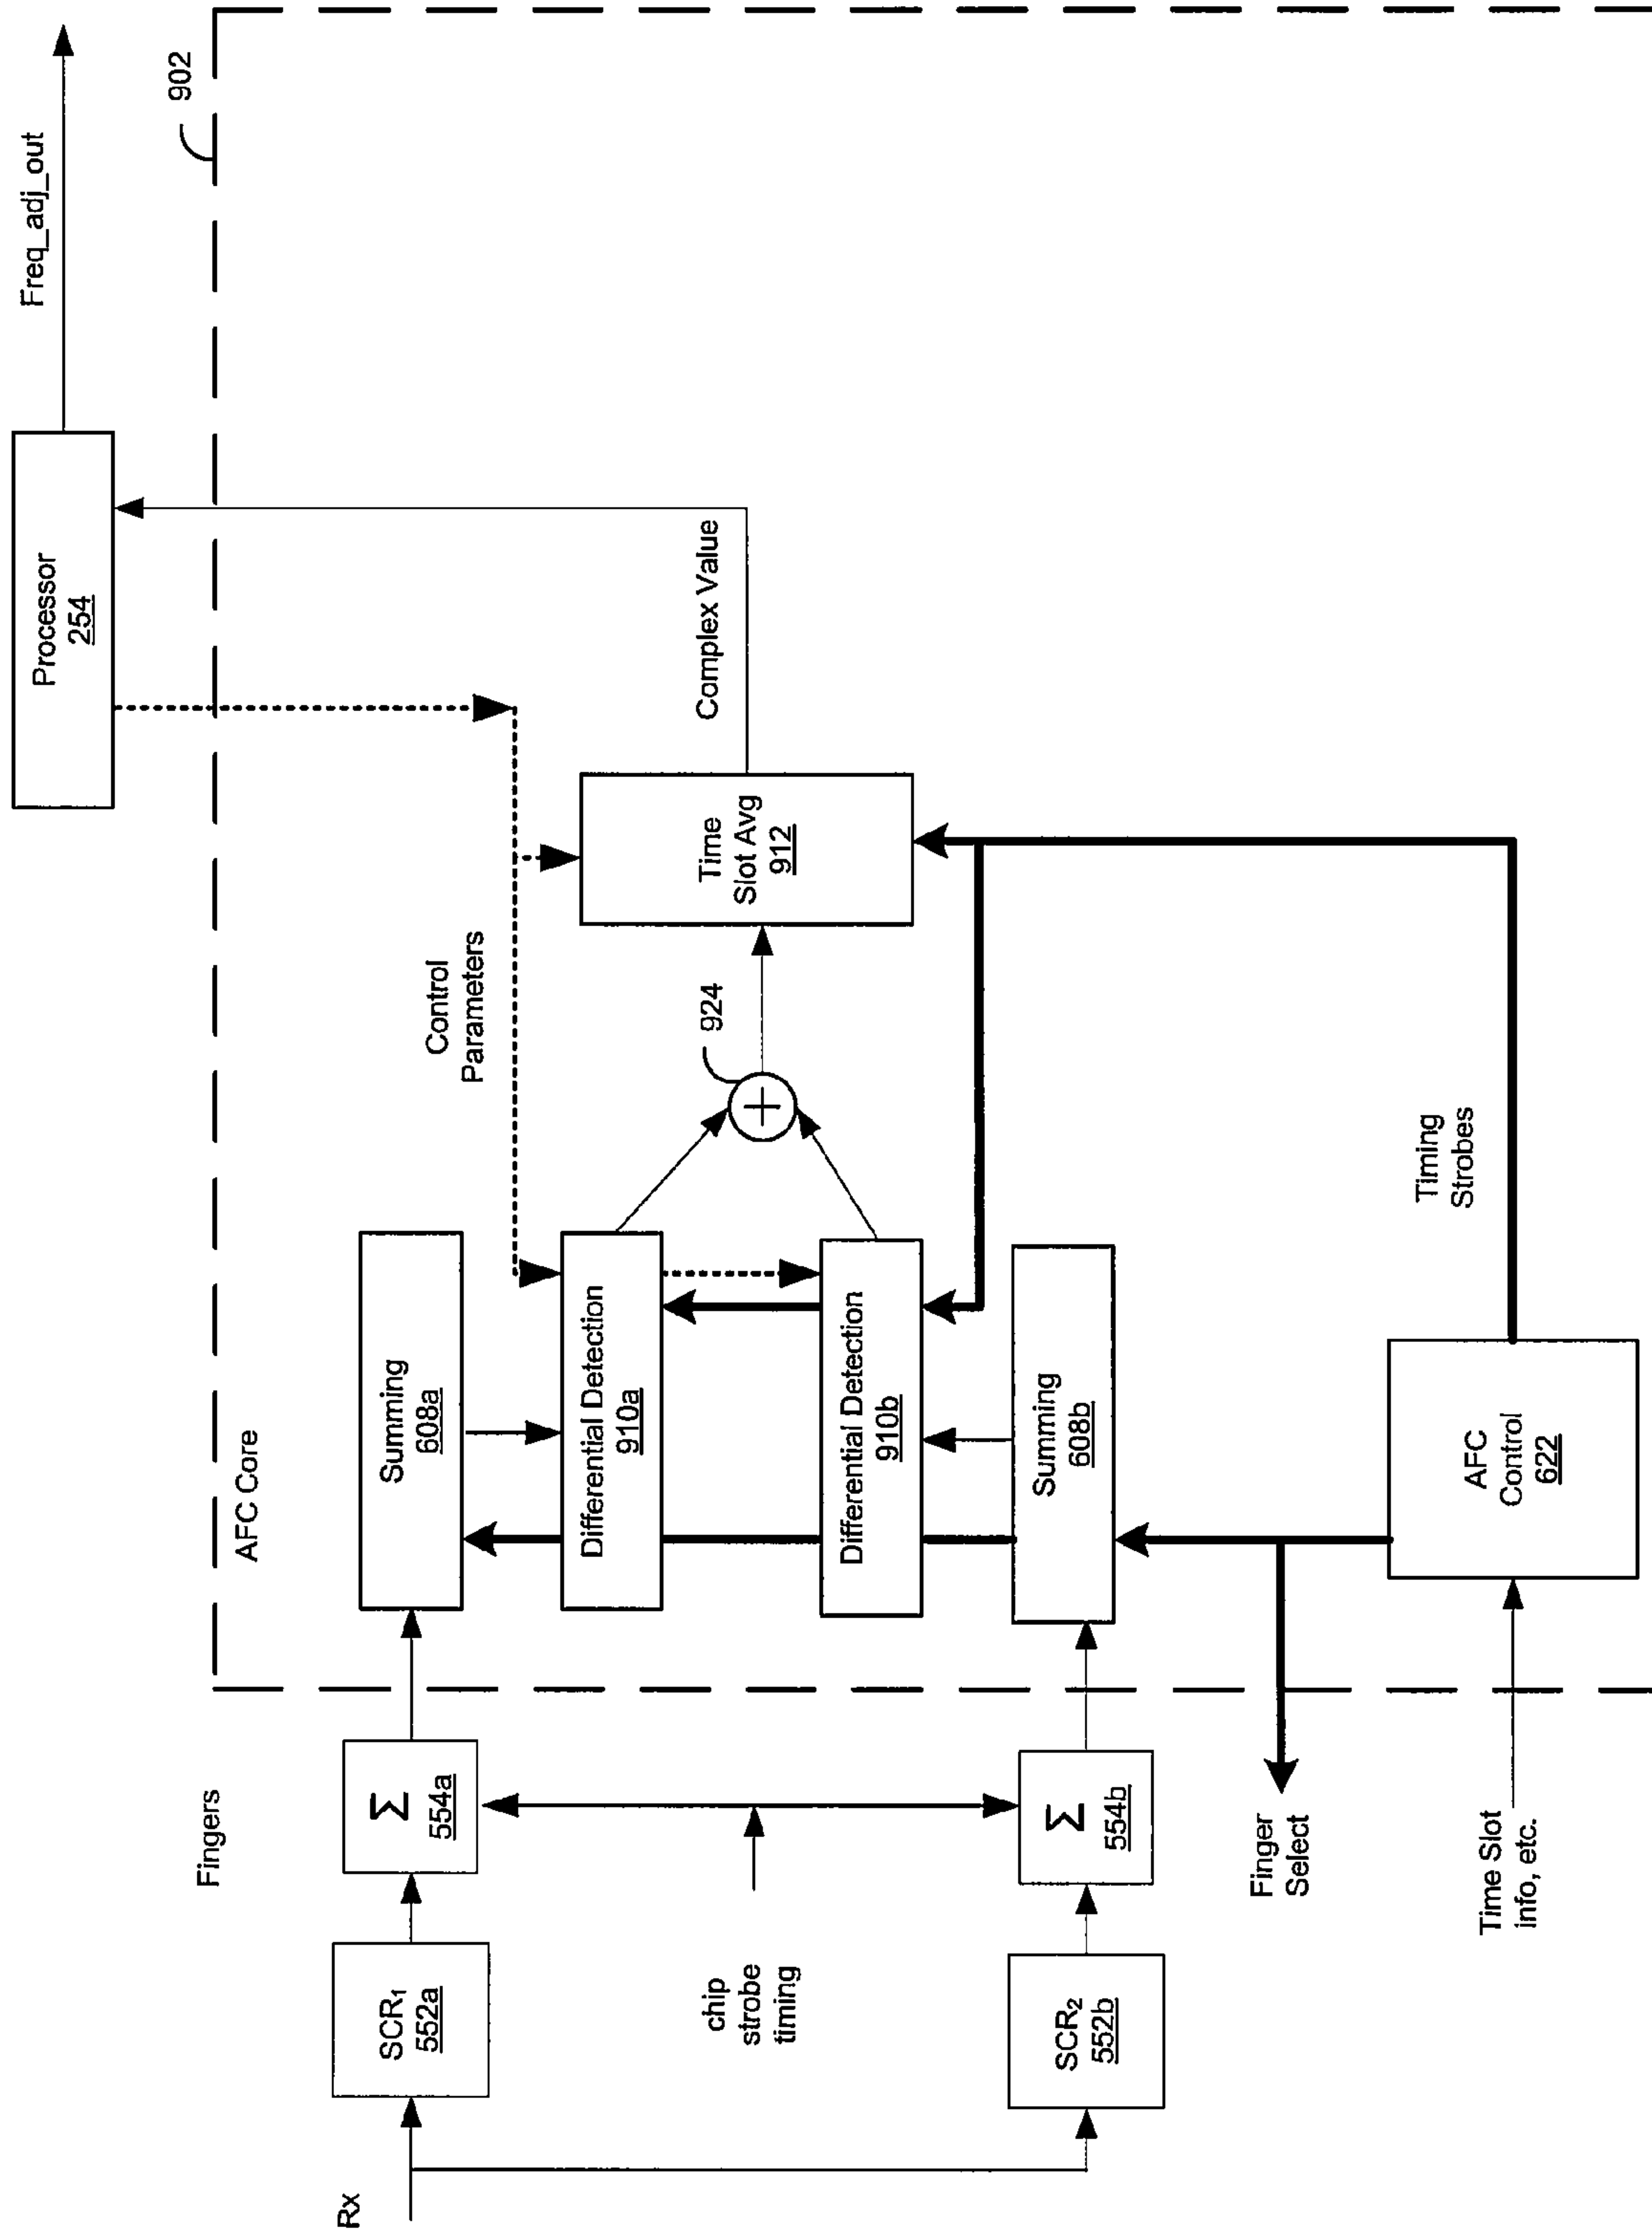 Freq_adj_out
Processor
254
902
AFC Core
Fingers
Control
Parameters
Complex Value
Summing
608a
Differential Detection
910a
Differential Detection
910b
Summing
608b
924
Time
Slot Avg
912
Timing
Strobes
AFC
Control
622
Rx
SCR₁
552a
Σ
554a
chip
strobe
timing
SCR₂
552b
Σ
554b
Finger
Select
Time Slot
info, etc.